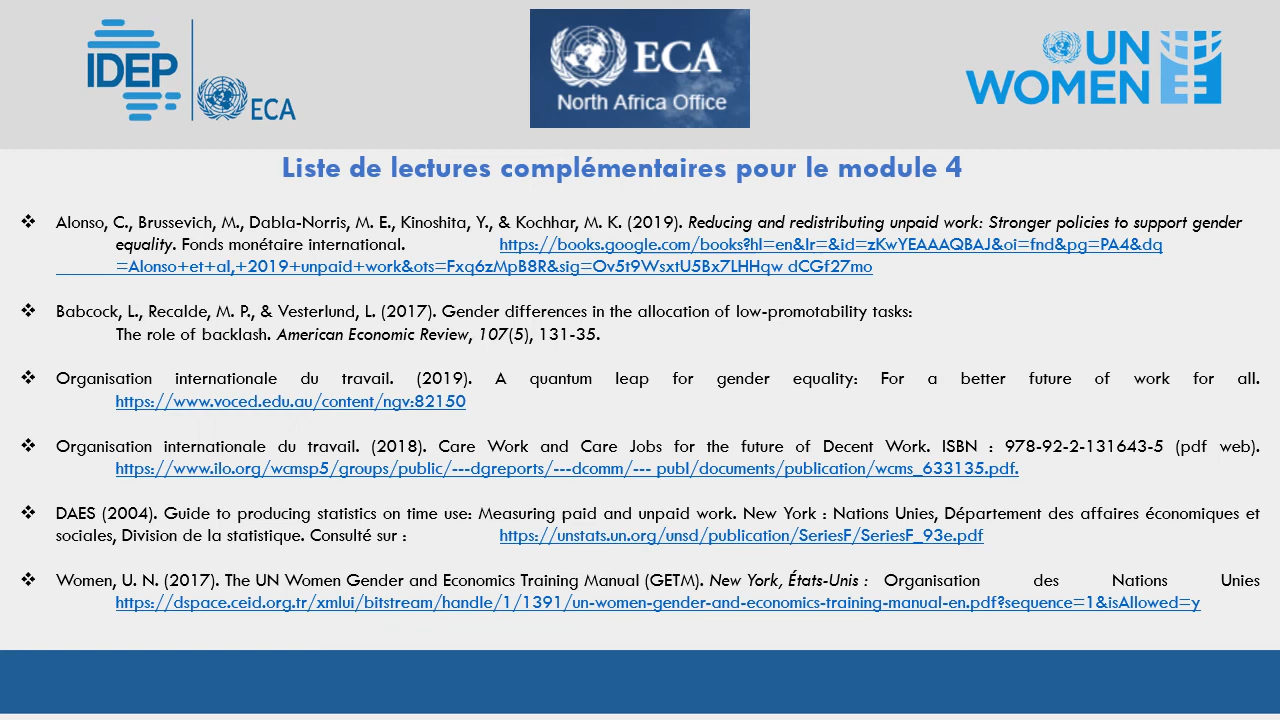 IDEP
ECA
ECA
North Africa Office
UN
WOMEN
Liste de lectures complémentaires pour le module 4
❖ Alonso, C., Brussevich, M., Dabla-Norris, M. E., Kinoshita, Y., & Kochhar, M. K. (2019). Reducing and redistributing unpaid work: Stronger policies to support gender
equality. Fonds monétaire international. https://books.google.com/books?hl=en&lr=&id=zKwYEAAAQBAJ&oi=fnd&pg=PA4&dq
=Alonso+et+al,+2019+unpaid+work&ots=Fxq6zMpB8R&sig=Ov5t9WsxtU5Bx7LHHqw dCGf27mo
❖ Babcock, L., Recalde, M. P., & Vesterlund, L. (2017). Gender differences in the allocation of low-promotability tasks:
The role of backlash. American Economic Review, 107(5), 131-35.
❖ Organisation internationale du travail. (2019). A quantum leap for gender equality: For a better future of work for all.
https://www.voced.edu.au/content/ngv:82150
❖ Organisation internationale du travail. (2018). Care Work and Care Jobs for the future of Decent Work. ISBN : 978-92-2-131643-5 (pdf web).
https://www.ilo.org/wcmsp5/groups/public/---dgreports/---dcomm/--- publ/documents/publication/wcms_633135.pdf.
❖ DAES (2004). Guide to producing statistics on time use: Measuring paid and unpaid work. New York : Nations Unies, Département des affaires économiques et
sociales, Division de la statistique. Consulté sur : https://unstats.un.org/unsd/publication/SeriesF/SeriesF_93e.pdf
❖ Women, U. N. (2017). The UN Women Gender and Economics Training Manual (GETM). New York, États-Unis : Organisation des Nations Unies
https://dspace.ceid.org.tr/xmlui/bitstream/handle/1/1391/un-women-gender-and-economics-training-manual-en.pdf?sequence=1&isAllowed=y